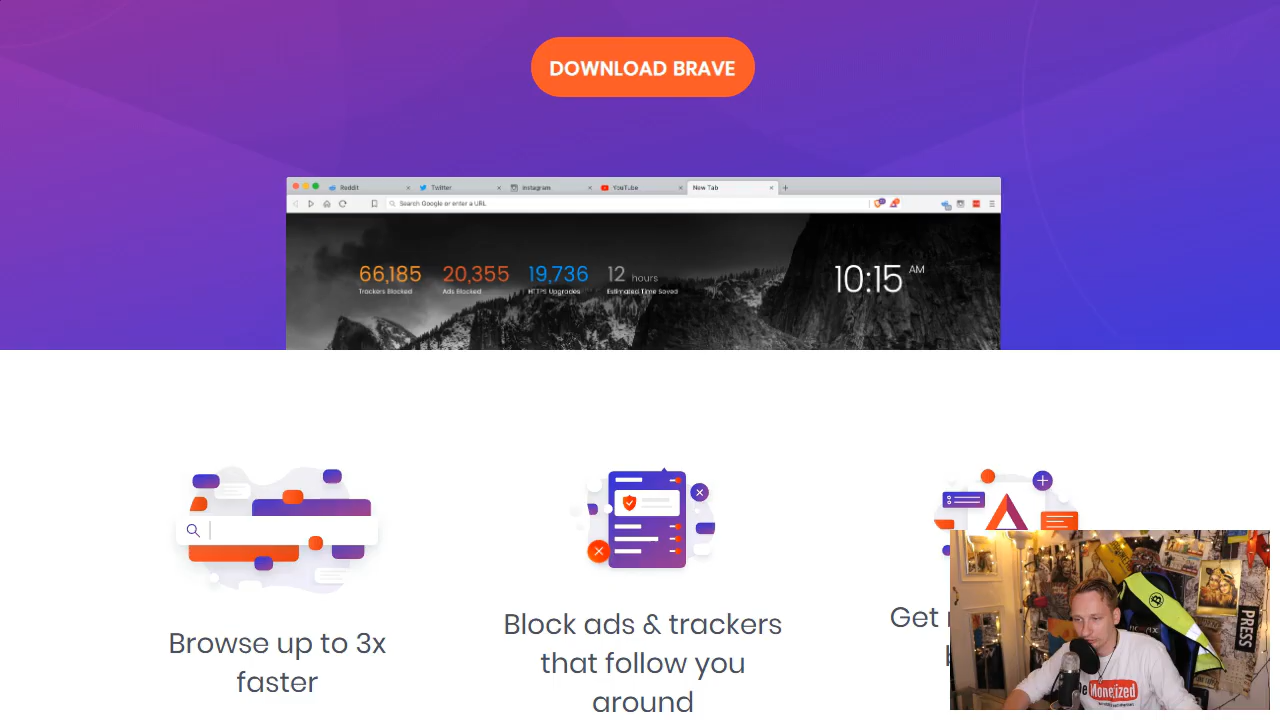 DOWNLOAD BRAVE
Reddit
Twitter
Instagram
YouTube
New Tab
Search Google or enter a URL
66,185
20,355
19,736
12 hours
Trackers Blocked
Ads Blocked
HTTPS Upgrades
Estimated Time Saved
10:15 AM
Browse up to 3x
faster
Block ads & trackers
that follow you
around
Get
PRESS
De Monetized